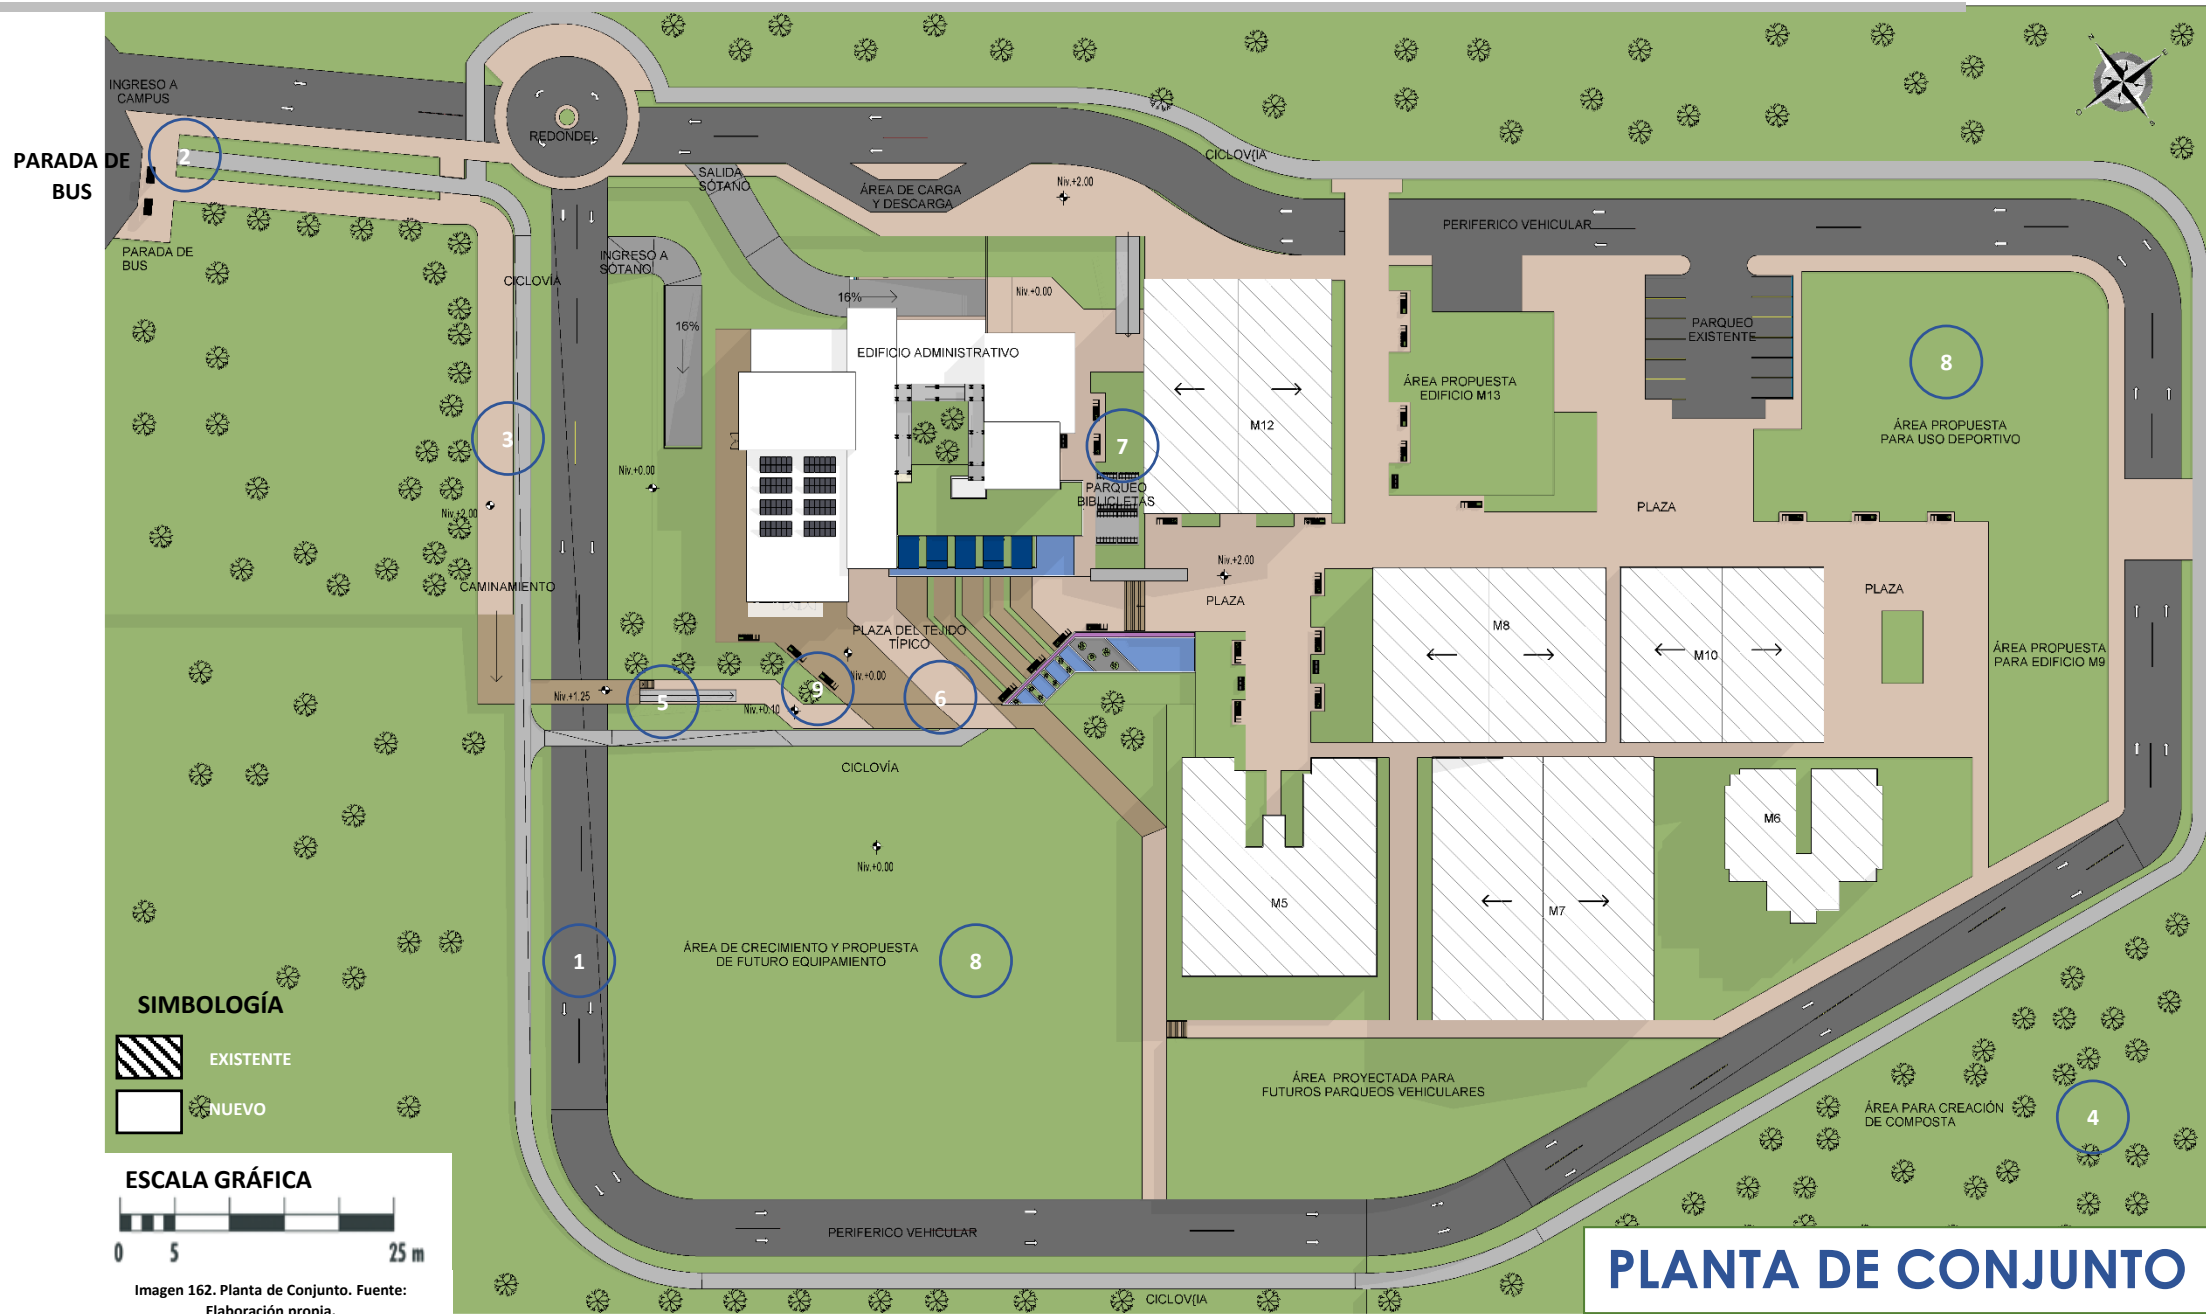 INGRESO A
CAMPUS
PARADA DE
BUS
2
PARADA DE
BUS
REDONDEL
SALIDA
SÓTANO
ÁREA DE CARGA
Y DESCARGA
Niv.+2.00
CICLOV{IA
PERIFERICO VEHICULAR
INGRESO A
SÓTANO
CICLOVÍA
16%
16%
Niv.+0.00
EDIFICIO ADMINISTRATIVO
M12
ÁREA PROPUESTA
EDIFICIO M13
PARQUEO
EXISTENTE
8
ÁREA PROPUESTA
PARA USO DEPORTIVO
3
7
PARQUEO
BIBLICLETAS
Niv.+0.00
Niv.+2.00
PLAZA
CAMINAMIENTO
Niv.+2.00
PLAZA
PLAZA
PLAZA DEL TEJIDO
TÍPICO
M8
M10
ÁREA PROPUESTA
PARA EDIFICIO M9
Niv.+1.25
5
Niv.+0.10
9
Niv.+0.00
6
CICLOVÍA
Niv.+0.00
M5
M7
M6
1
ÁREA DE CRECIMIENTO Y PROPUESTA
DE FUTURO EQUIPAMIENTO
8
SIMBOLOGÍA
EXISTENTE
NUEVO
ÁREA PROYECTADA PARA
FUTUROS PARQUEOS VEHICULARES
ÁREA PARA CREACIÓN
DE COMPOSTA
4
ESCALA GRÁFICA
0 5 25 m
PERIFERICO VEHICULAR
CICLOV{IA
Imagen 162. Planta de Conjunto. Fuente:
Elaboración propia.
PLANTA DE CONJUNTO